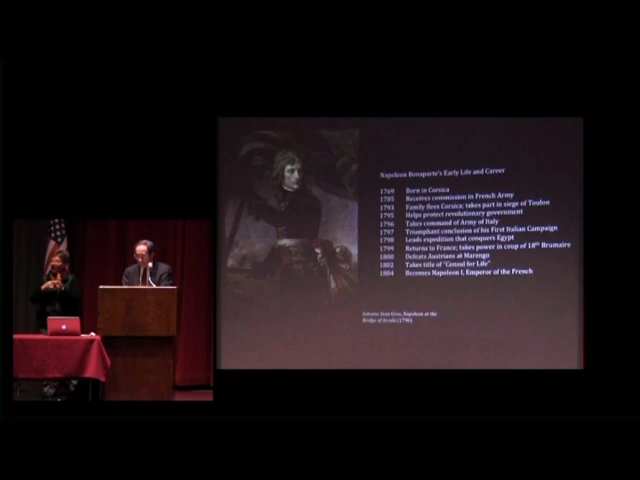 Napoleon Bonaparte's Early Life and Career
1769 Born in Corsica
1785 Receives commission in French Army
1793 Family flees Corsica; takes part in siege of Toulon
1795 Helps protect revolutionary government
1796 Takes command of Army of Italy
1797 Triumphant conclusion of his First Italian Campaign
1798 Leads expedition that conquers Egypt
1799 Returns to France; takes power in coup of 18th Brumaire
1800 Defeats Austrians at Marengo
1802 Takes title of "Consul for Life"
1804 Becomes Napoleon I, Emperor of the French
Antoine-Jean Gros, Napoleon at the
Bridge of Arcola (1796)